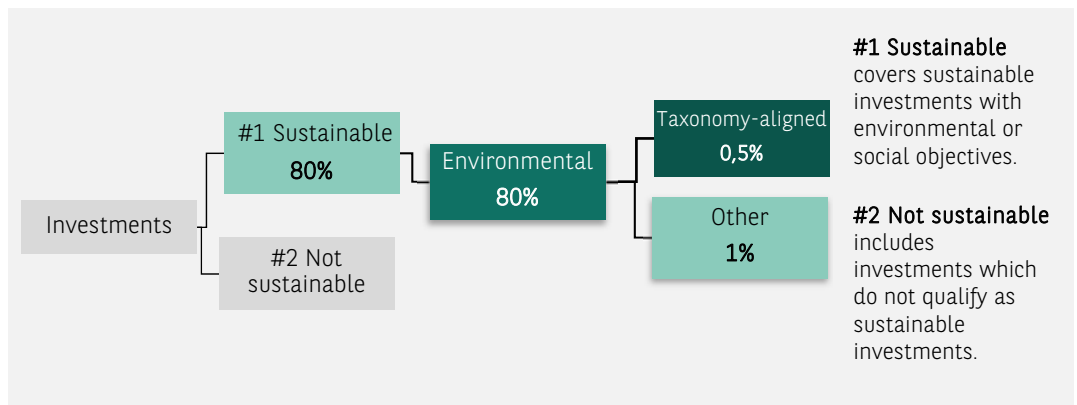 Investments
#1 Sustainable
80%
#2 Not
sustainable
Environmental
80%
Taxonomy-aligned
0,5%
Other
1%
#1 Sustainable
covers sustainable
investments with
environmental or
social objectives.
#2 Not sustainable
includes
investments which
do not qualify as
sustainable
investments.